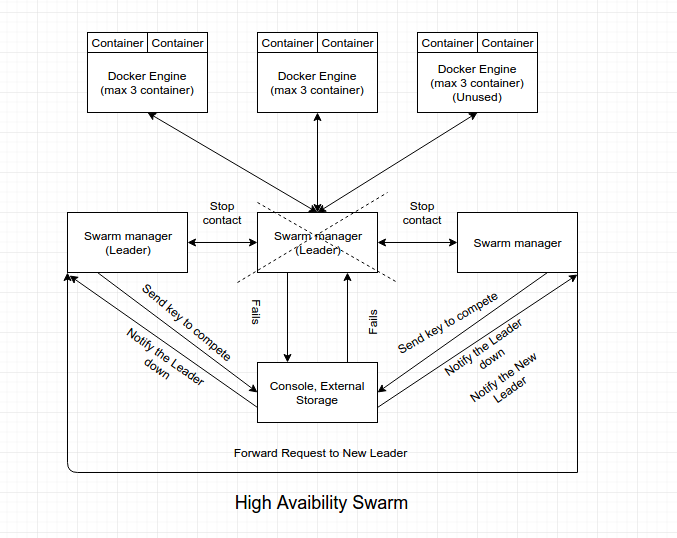 Container Container
Container Container
Container Container
Docker Engine
(max 3 container)
Docker Engine
(max 3 container)
Docker Engine
(max 3 container)
(Unused)
Stop
contact
Stop
contact
Swarm manager
(Leader)
Swarm manager
(Leader)
Swarm manager
Send key to compete
Notify the Leader
down
Fails
Fails
Send key to compete
Notify the Leader
down
Notify the New
Leader
Console, External
Storage
Forward Request to New Leader
High Avaibility Swarm